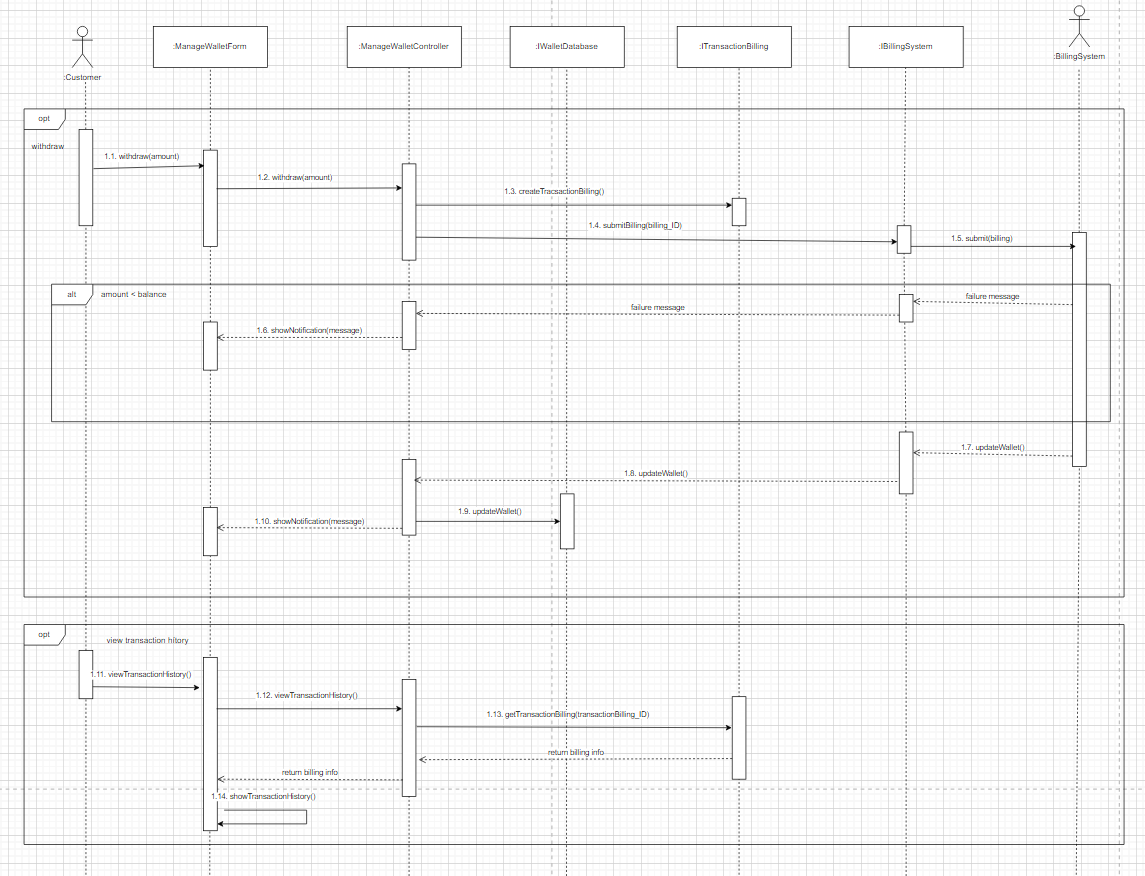 :Customer
:ManageWalletForm
:ManageWalletController
:IWalletDatabase
:ITransactionBilling
:IBillingSystem
:BillingSystem
opt
withdraw
1.1. withdraw(amount)
1.2. withdraw(amount)
1.3. createTracsactionBilling()
1.4. submitBilling(billing_ID)
1.5. submit(billing)
alt
amount < balance
failure message
failure message
1.6. showNotification(message)
1.7. updateWallet()
1.8. updateWallet()
1.9. updateWallet()
1.10. showNotification(message)
opt
view transaction hitory
1.11. viewTransactionHistory()
1.12. viewTransactionHistory()
1.13. getTransactionBilling(transactionBilling_ID)
return billing info
return billing info
1.14. showTransactionHistory()